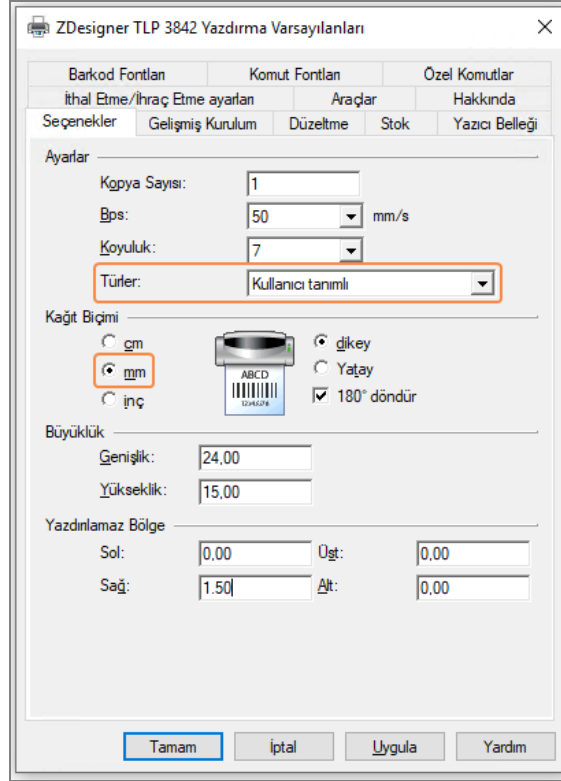 ZDesigner TLP 3842 Yazdırma Varsayılanları
Barkod Fontları Komut Fontları Özel Komutlar
İthal Etme/İhraç Etme ayarları Araçlar Hakkında
Seçenekler Gelişmiş Kurulum Düzeltme Stok Yazıcı Belleği
Ayarlar
Kopya Sayısı: 1
Bps: 50 mm/s
Koyuluk: 7
Türler: Kullanıcı tanımlı
Kağıt Biçimi
cm dikey
mm Yatay
inç 180° döndür
ABCD
12345678
Büyüklük
Genişlik: 24,00
Yükseklik: 15,00
Yazdırılamaz Bölge
Sol: 0,00 Üst: 0,00
Sağ: 1.50 Alt: 0,00
Tamam İptal Uygula Yardım